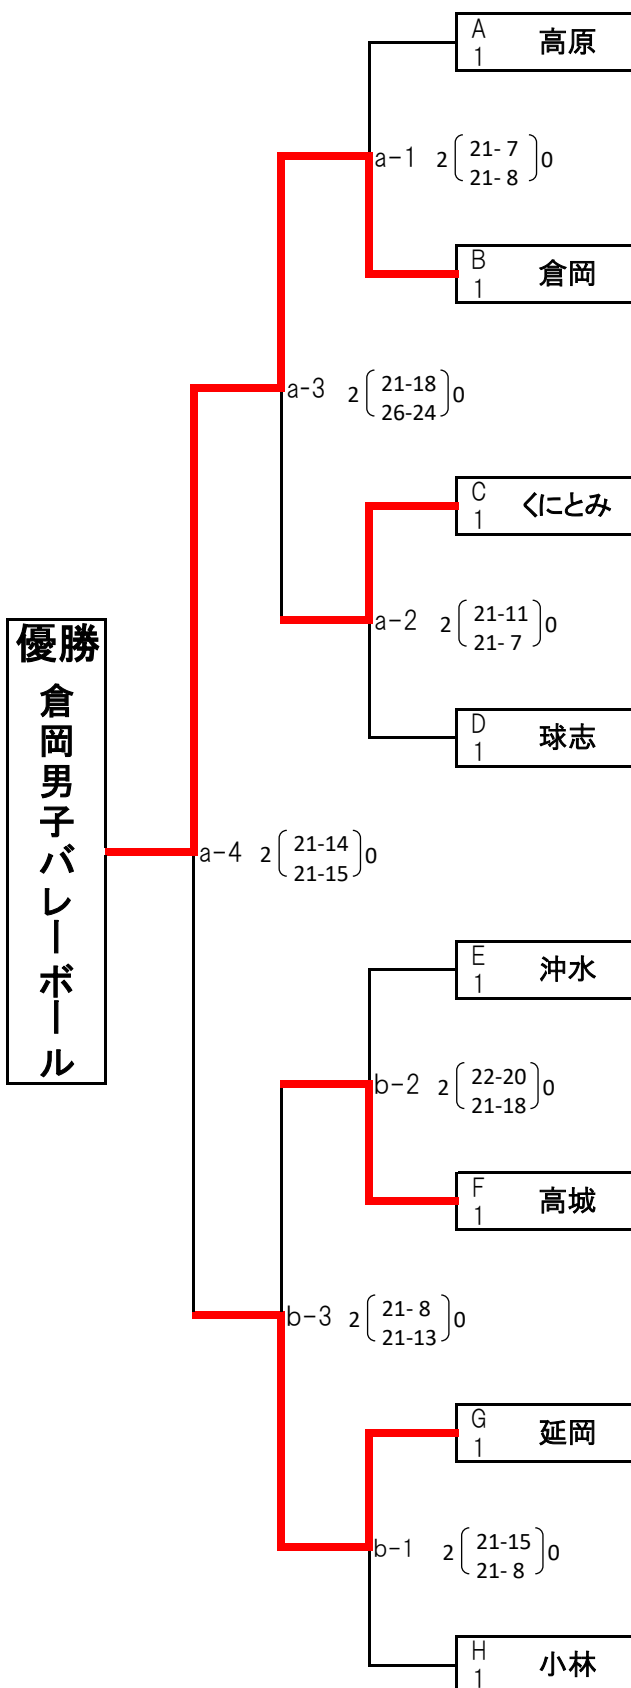 A
1
高原
a-1 2 21- 7 0
21- 8
B
1
倉岡
a-3 2 21-18 0
26-24
C
1
くにとみ
a-2 2 21-11 0
21- 7
D
1
球志
優勝
倉岡男子バレーボール
a-4 2 21-14 0
21-15
E
1
沖水
b-2 2 22-20 0
21-18
F
1
高城
b-3 2 21- 8 0
21-13
G
1
延岡
b-1 2 21-15 0
21- 8
H
1
小林